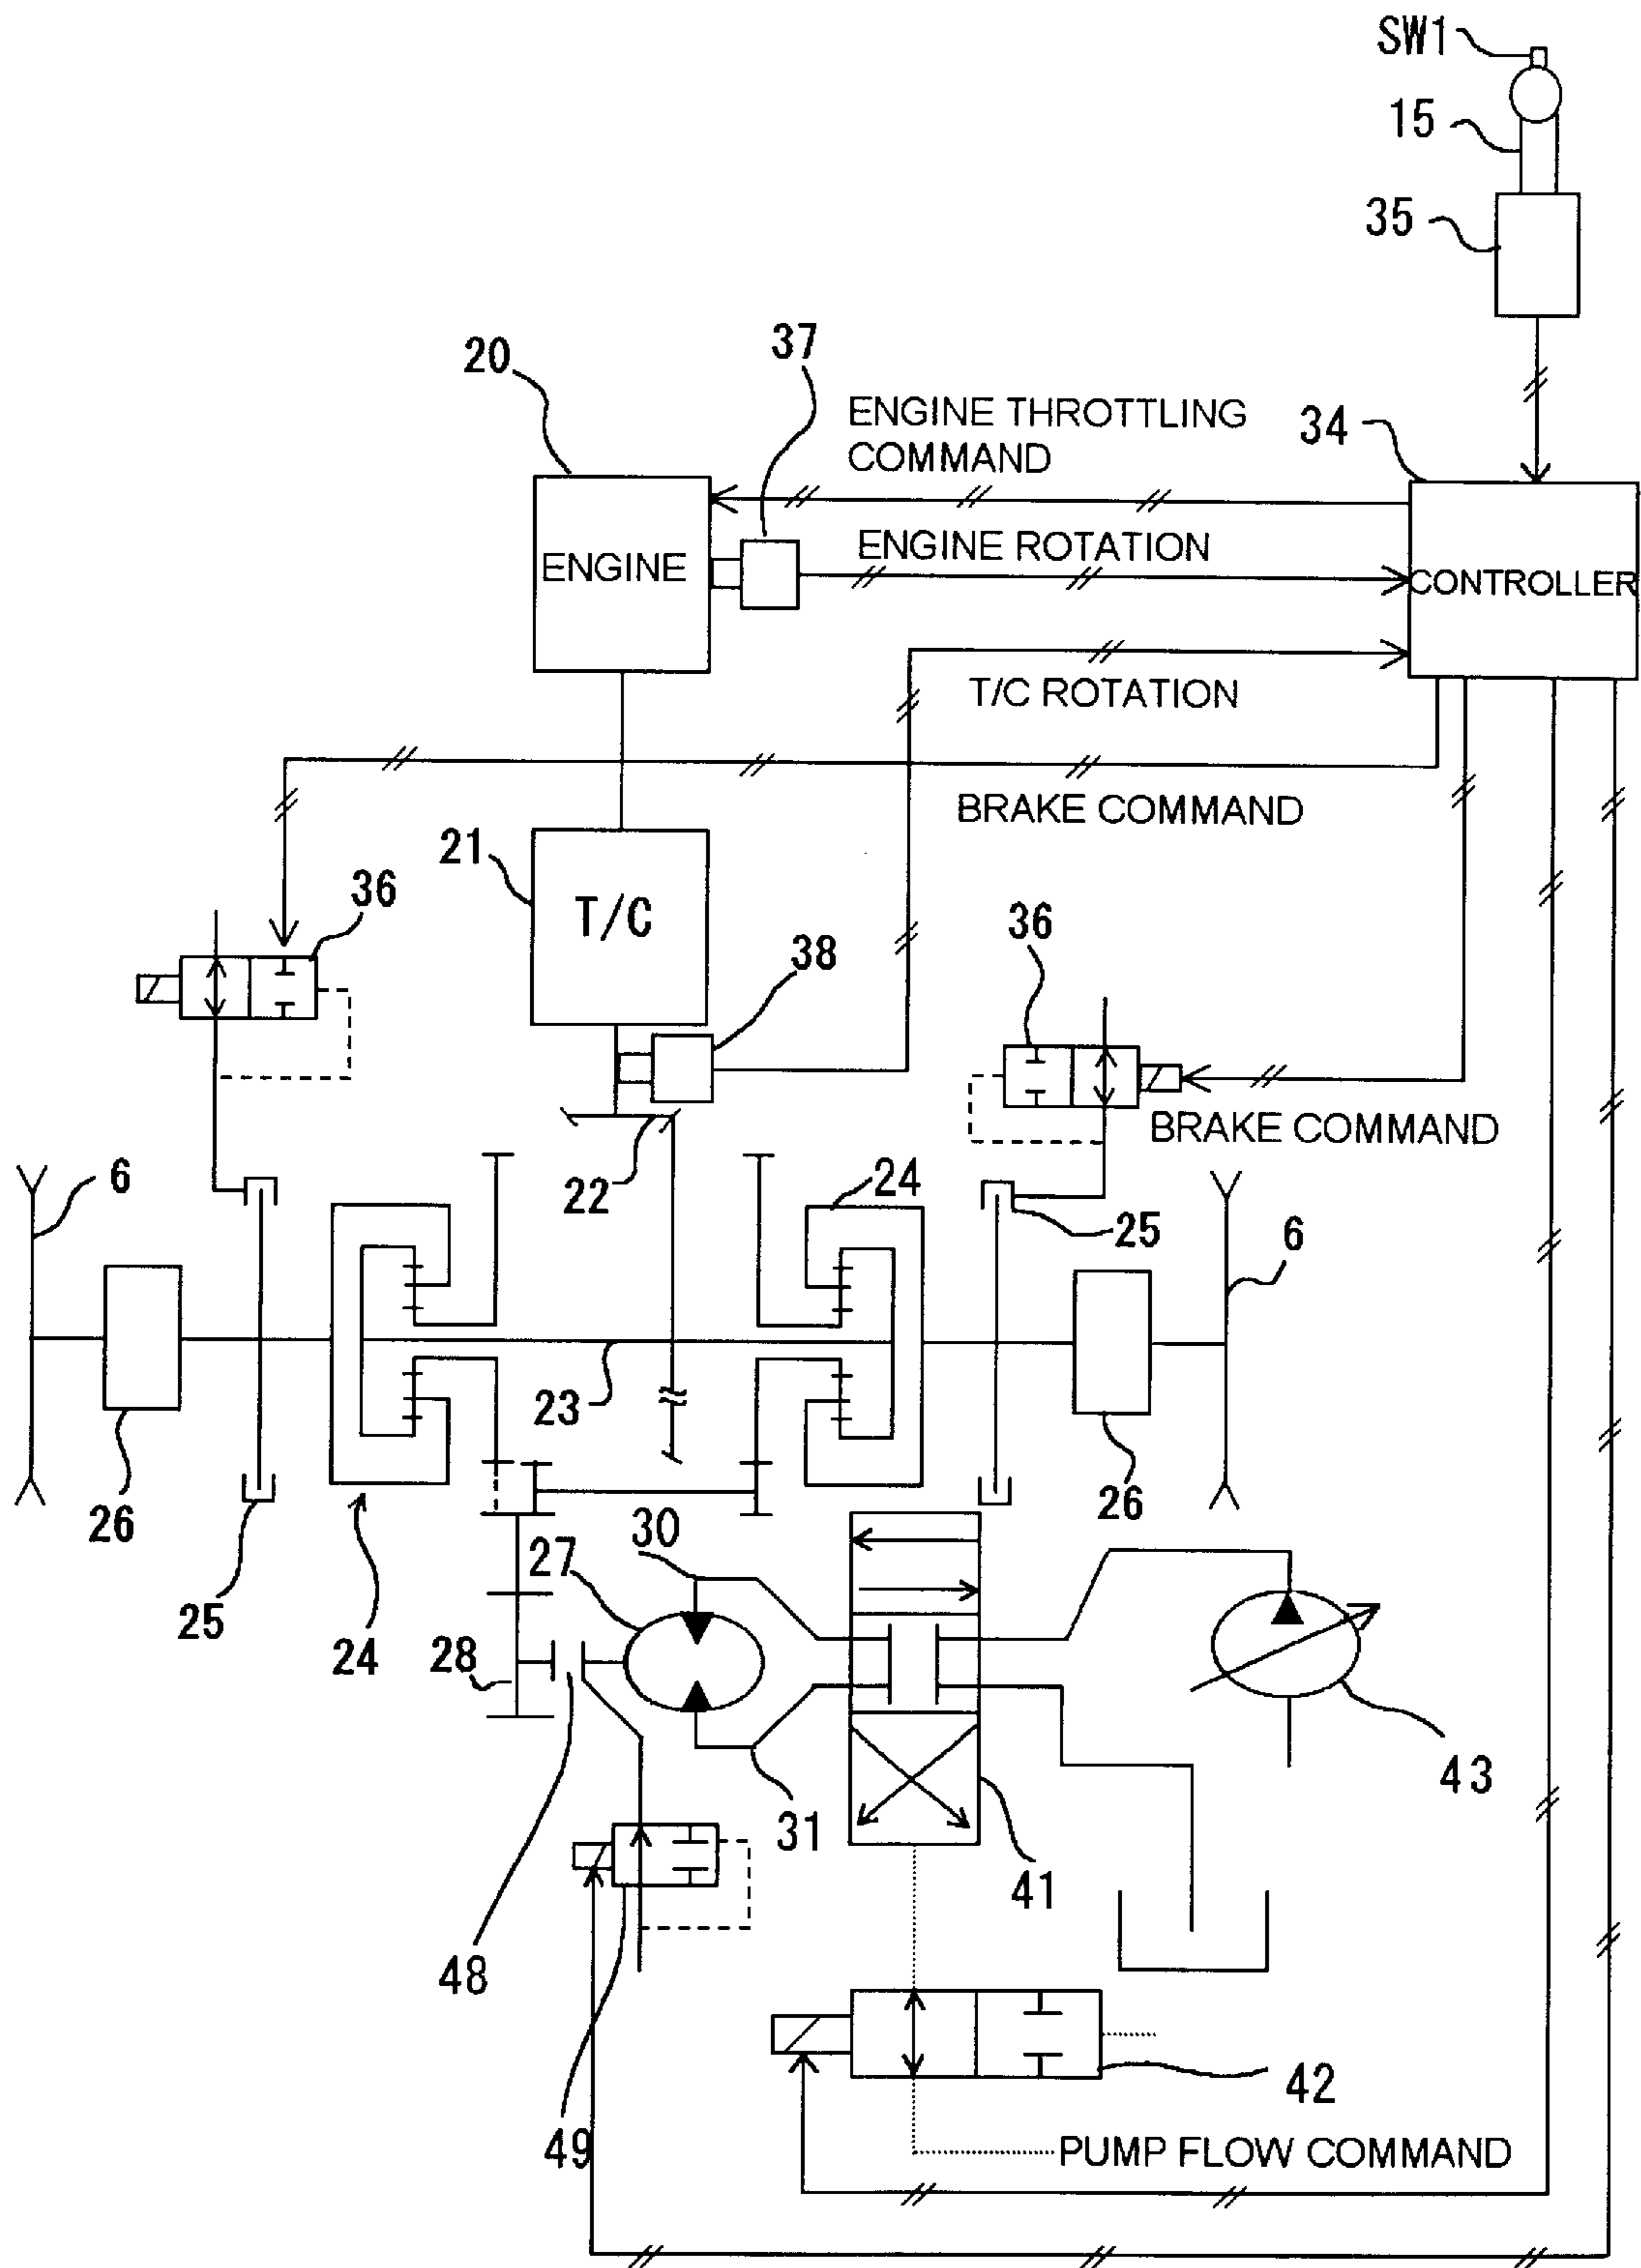 SW1
15
35
37
20
ENGINE THROTTLING
COMMAND
34
ENGINE
ENGINE ROTATION
CONTROLLER
T/C ROTATION
BRAKE COMMAND
21
T/C
36
38
36
BRAKE COMMAND
6
22
24
25
6
23
26
25
24
26
30
27
28
31
41
43
48
49
42
PUMP FLOW COMMAND